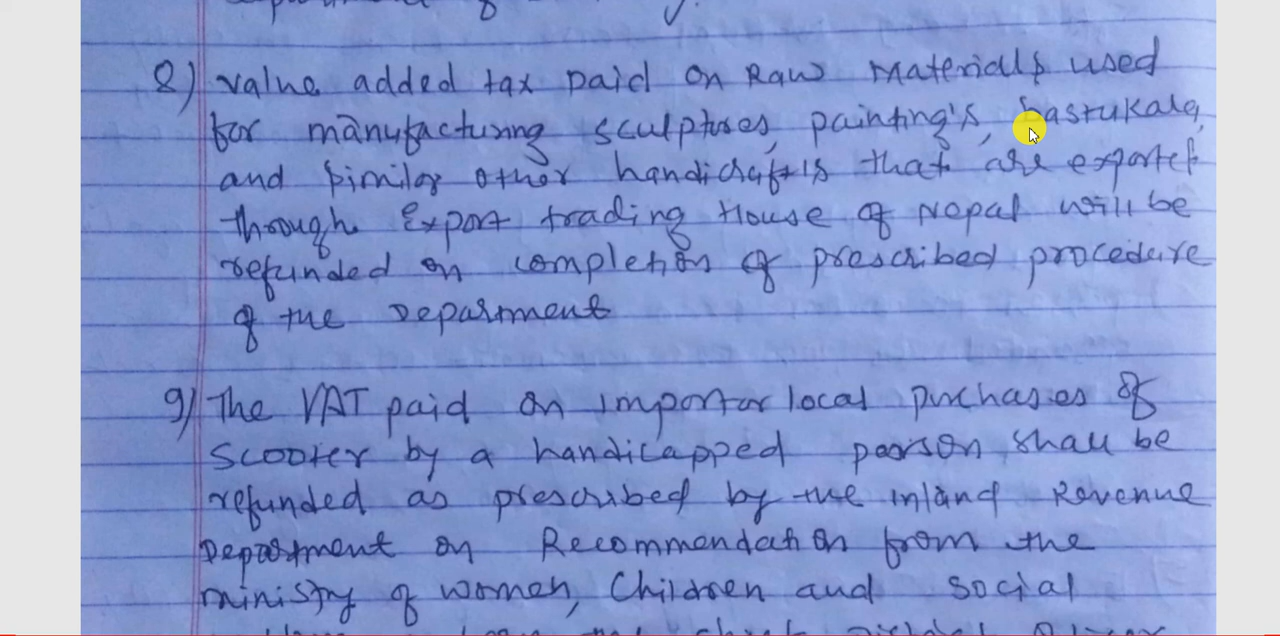 8) value added tax paid on Raw Materials used
for manufacturing sculptures, painting's, bastukala,
and similar other handicrafts that are exported
through Export trading House of Nepal will be
refunded on completion of prescribed procedure
of the Department
9) The VAT paid on import or local purchases of
scooter by a handicapped person shall be
refunded as prescribed by the inland Revenue
Department on Recommendation from the
ministry of women, Children and social